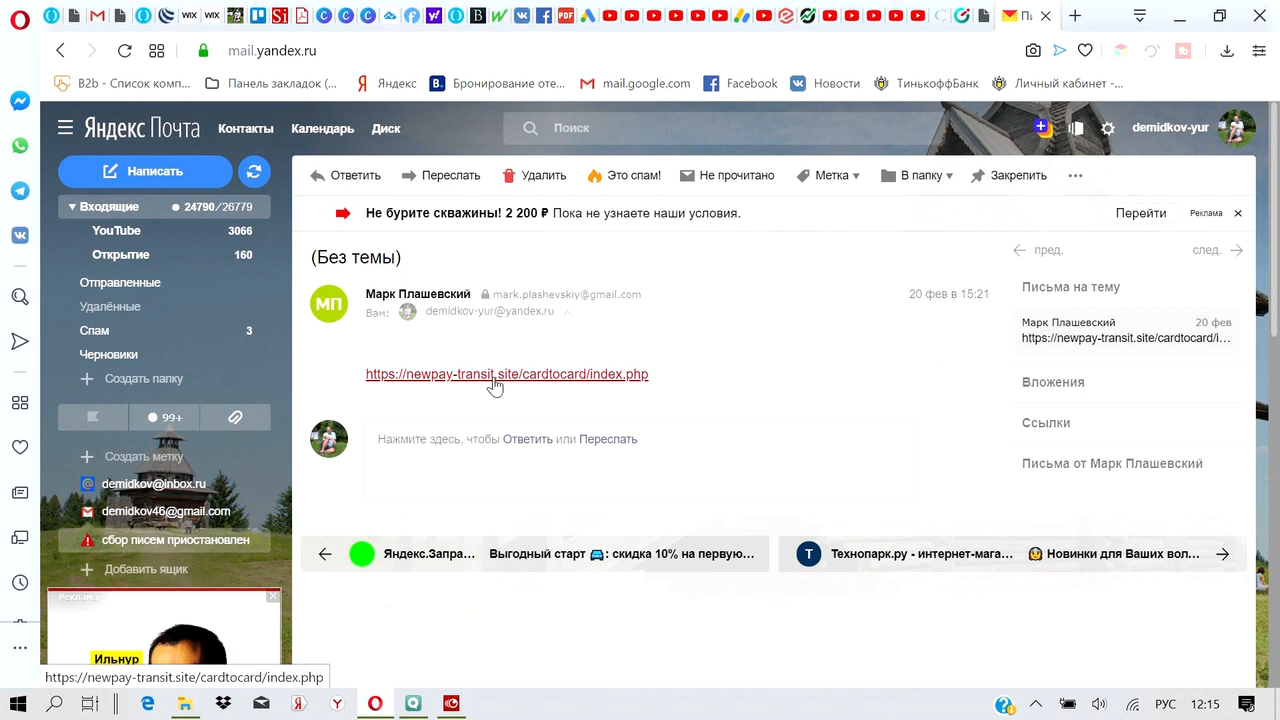 Пи
mail.yandex.ru
B2b - Список комп...
Панель закладок (...
Яндекс
Бронирование оте...
mail.google.com
Facebook
Новости
ТинькоффБанк
Личный кабинет -...
Яндекс Почта
Контакты
Календарь
Диск
Поиск
demidkov-yur
Написать
Ответить
Переслать
Удалить
Это спам!
Не прочитано
Метка
В папку
Закрепить
Входящие
24790/26779
YouTube 3066
Открытие 160
Отправленные
Удалённые
Спам 3
Черновики
Создать папку
99+
Создать метку
demidkov@inbox.ru
demidkov46@gmail.com
сбор писем приостановлен
Добавить ящик
Реклама
Ильнур
https://newpay-transit.site/cardtocard/index.php
Не бурите скважины! 2 200 ₽ Пока не узнаете наши условия.
Перейти
Реклама
(Без темы)
Марк Плашевский mark.plashevskiy@gmail.com
20 фев в 15:21
Вам: demidkov-yur@yandex.ru
https://newpay-transit.site/cardtocard/index.php
Нажмите здесь, чтобы Ответить или Переслать
пред.
след.
Письма на тему
Марк Плашевский 20 фев
https://newpay-transit.site/cardtocard/i...
Вложения
Ссылки
Письма от Марк Плашевский
Яндекс.Запра...
Выгодный старт 🚘: скидка 10% на первую...
Т
Технопарк.ру - интернет-мага...
Новинки для Ваших вол...
МП
РУС
12:15